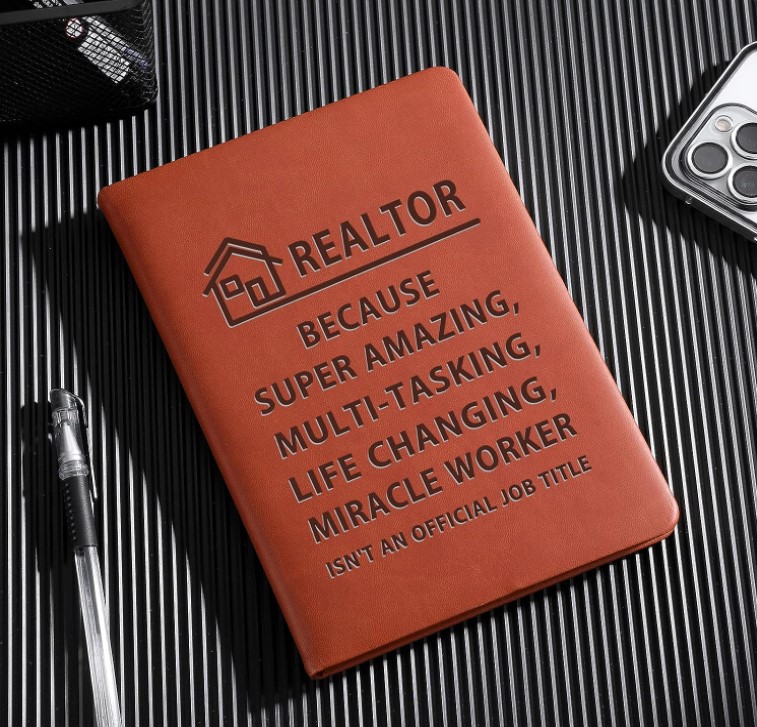 REALTOR
BECAUSE
SUPER AMAZING,
MULTI-TASKING,
LIFE CHANGING,
MIRACLE WORKER
ISN'T AN OFFICIAL JOB TITLE